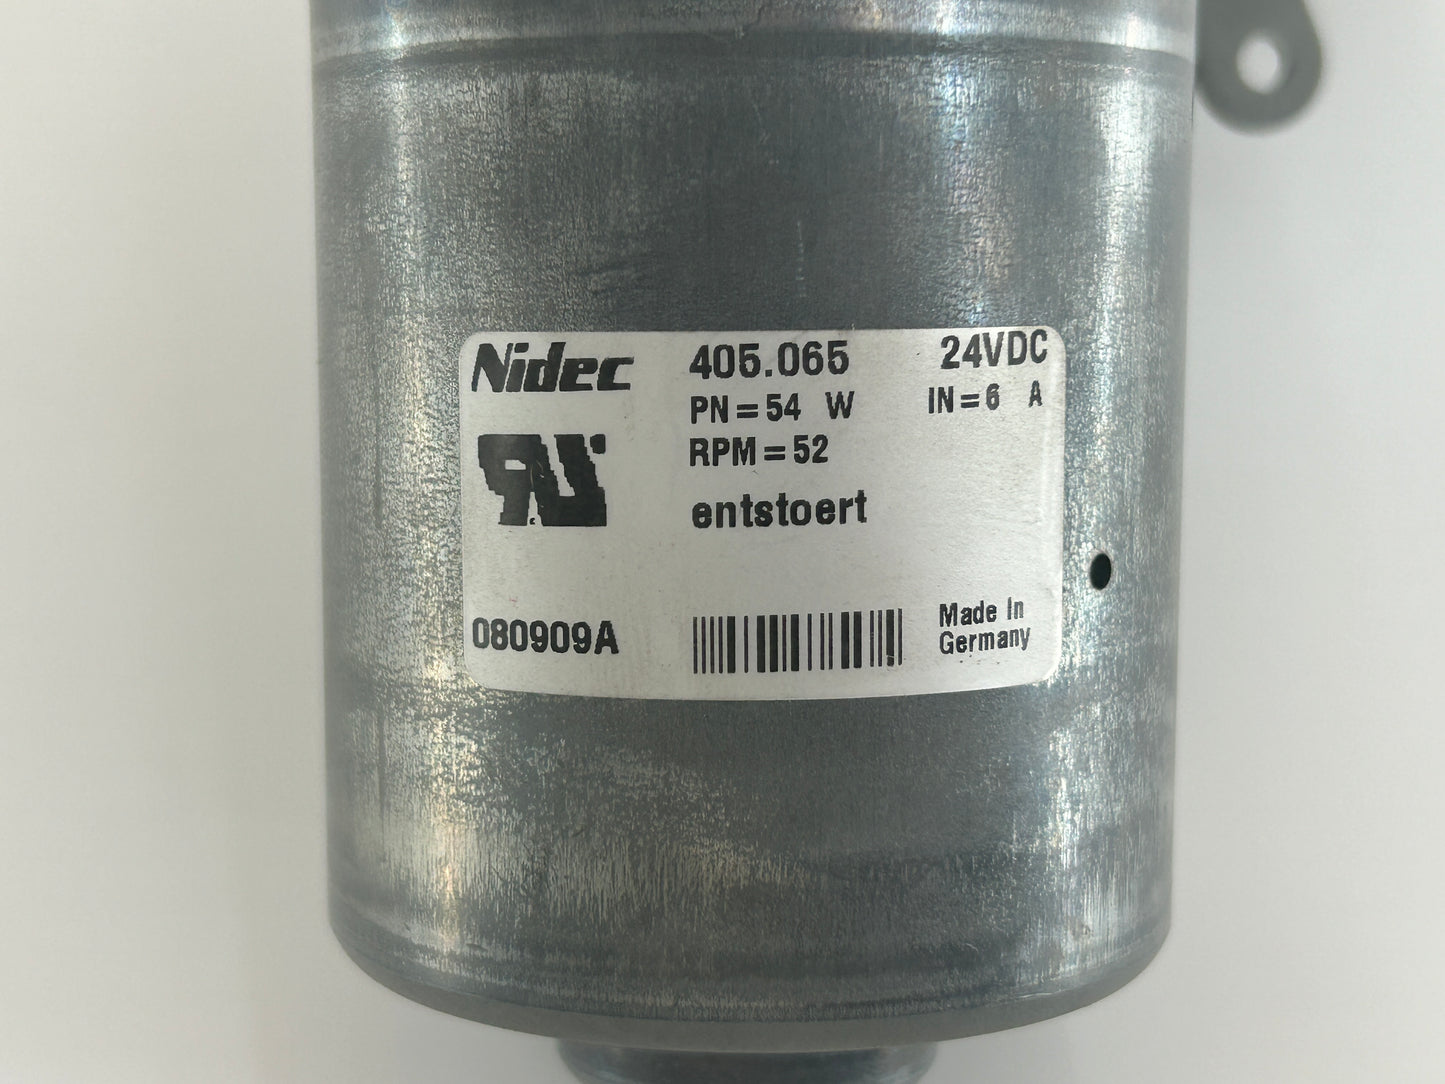 Nidec 405.065 24VDC
PN=54 W IN=6 A
RPM=52
entstoert
080909A
Made In
Germany